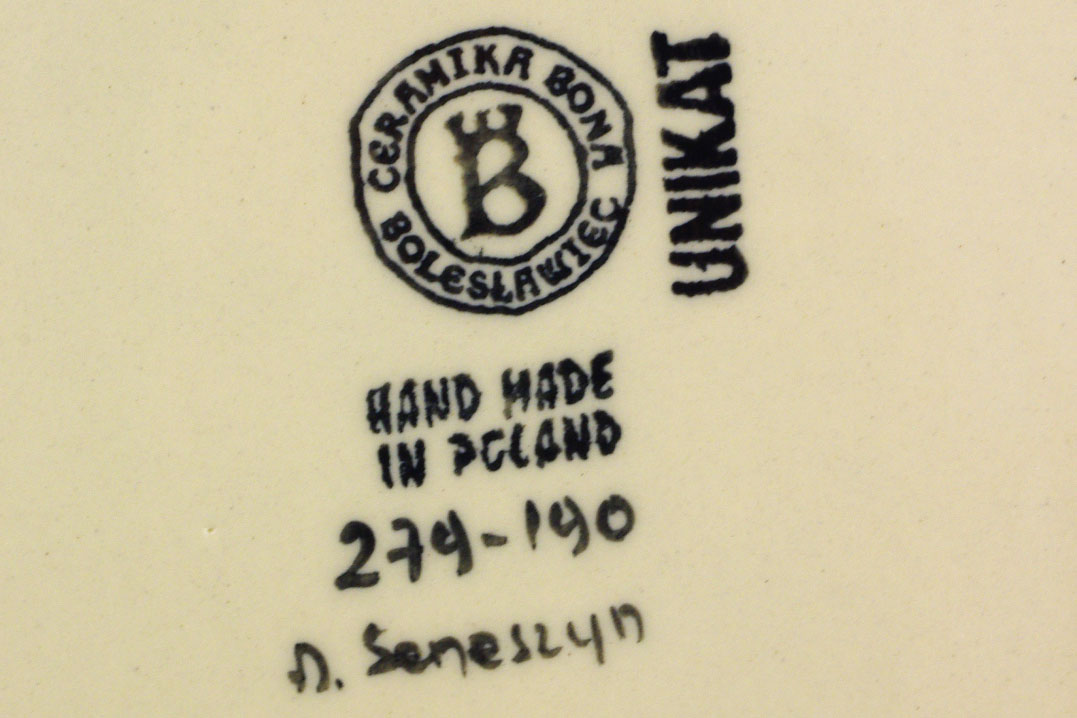 CERAMIKA BONA
BOLESŁAWIEC
B
UNIKAT
HAND MADE
IN POLAND
279-190
D. Seneszyn